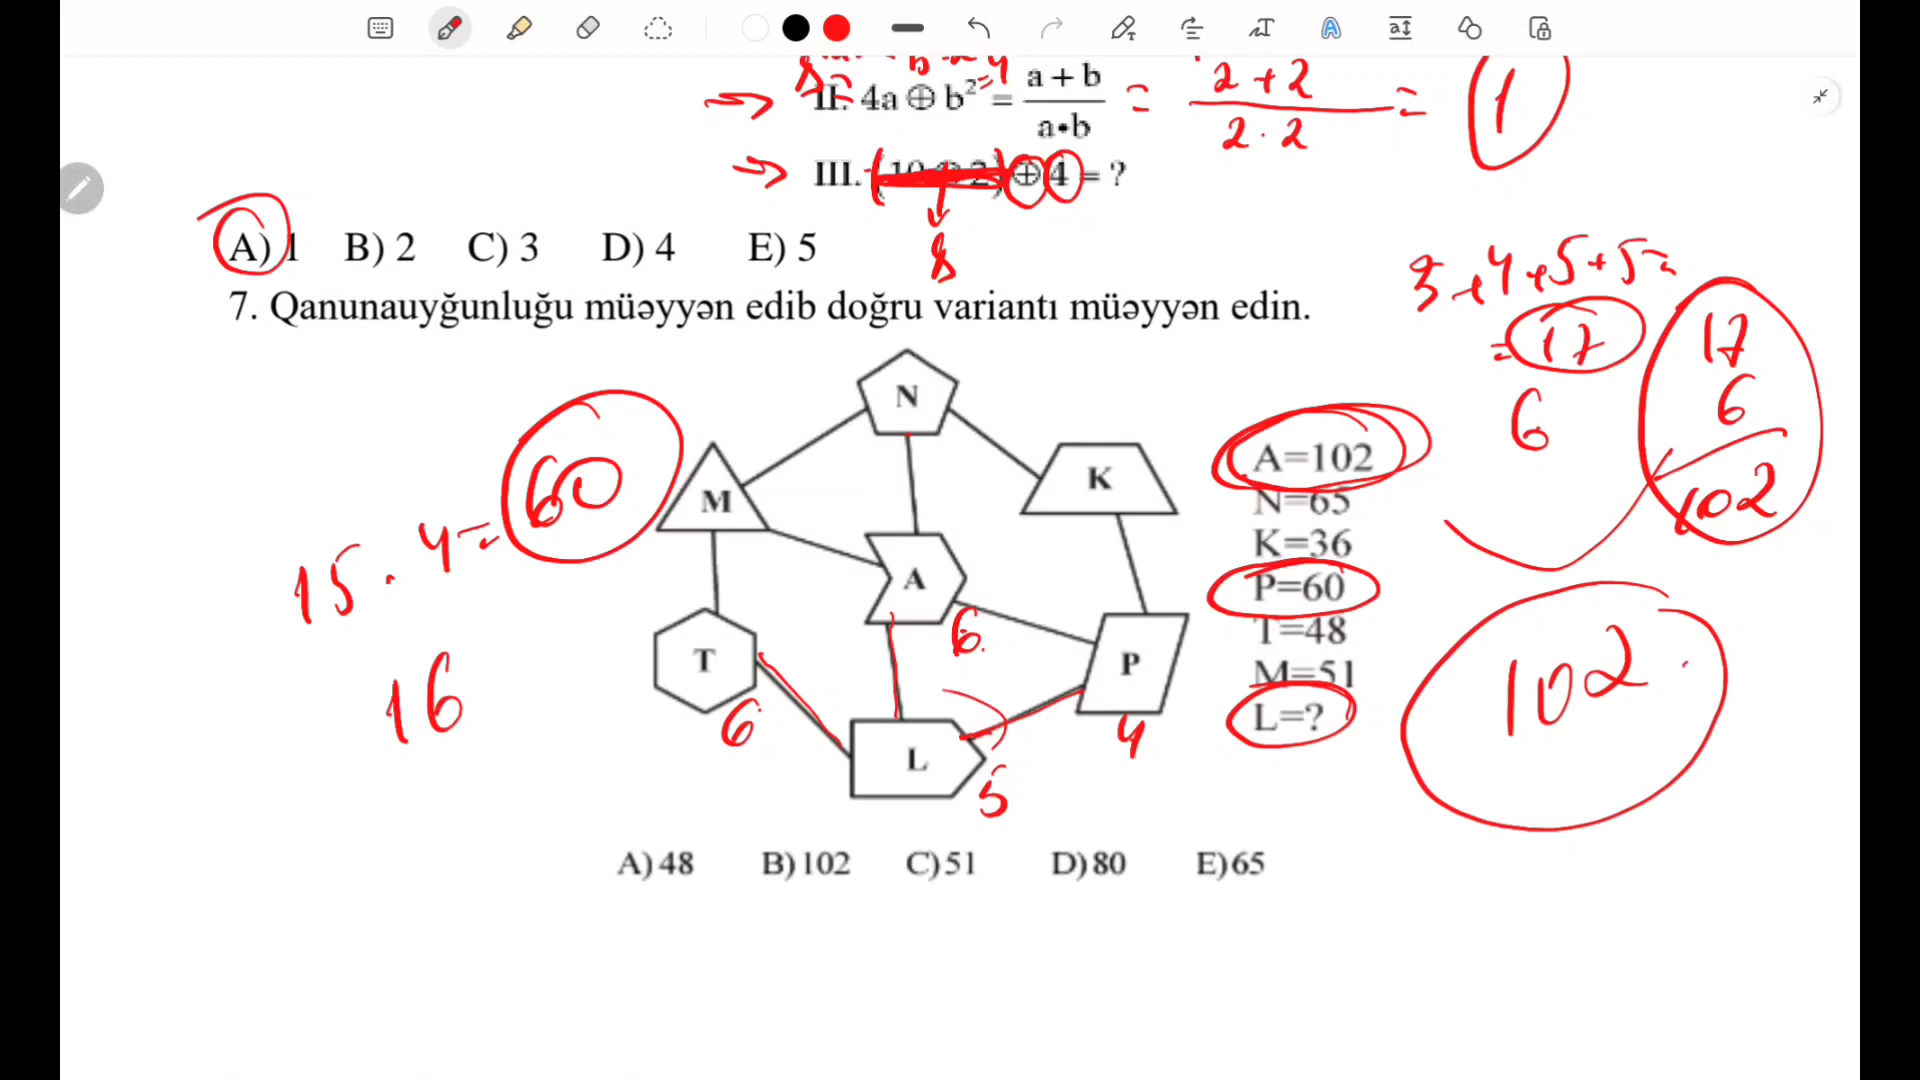 II. 4a ⊕ b² = a + b / a•b = 2 + 2 / 2 . 2 = 1
III. ⊕ 4 = ?
8
A) 1 B) 2 C) 3 D) 4 E) 5
3+4+5+5=
7. Qanunauyğunluğu müəyyən edib doğru variantı müəyyən edin.
=17
17
6
6
102
N
M
K
A
T
L
P
6
6
5
4
15 . 4 = 60
16
A=102
N=65
K=36
P=60
T=48
M=51
L=?
102
A) 48 B) 102 C) 51 D) 80 E) 65